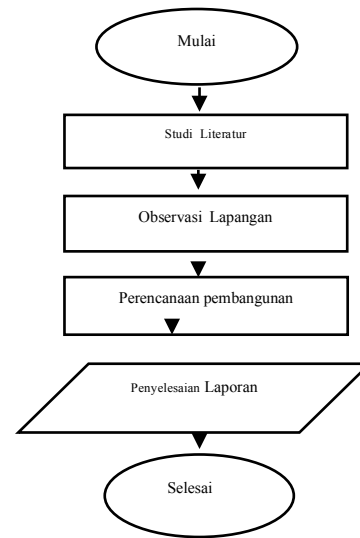 Mulai
Studi Literatur
Observasi Lapangan
Perencanaan pembangunan
Penyelesaian Laporan
Selesai